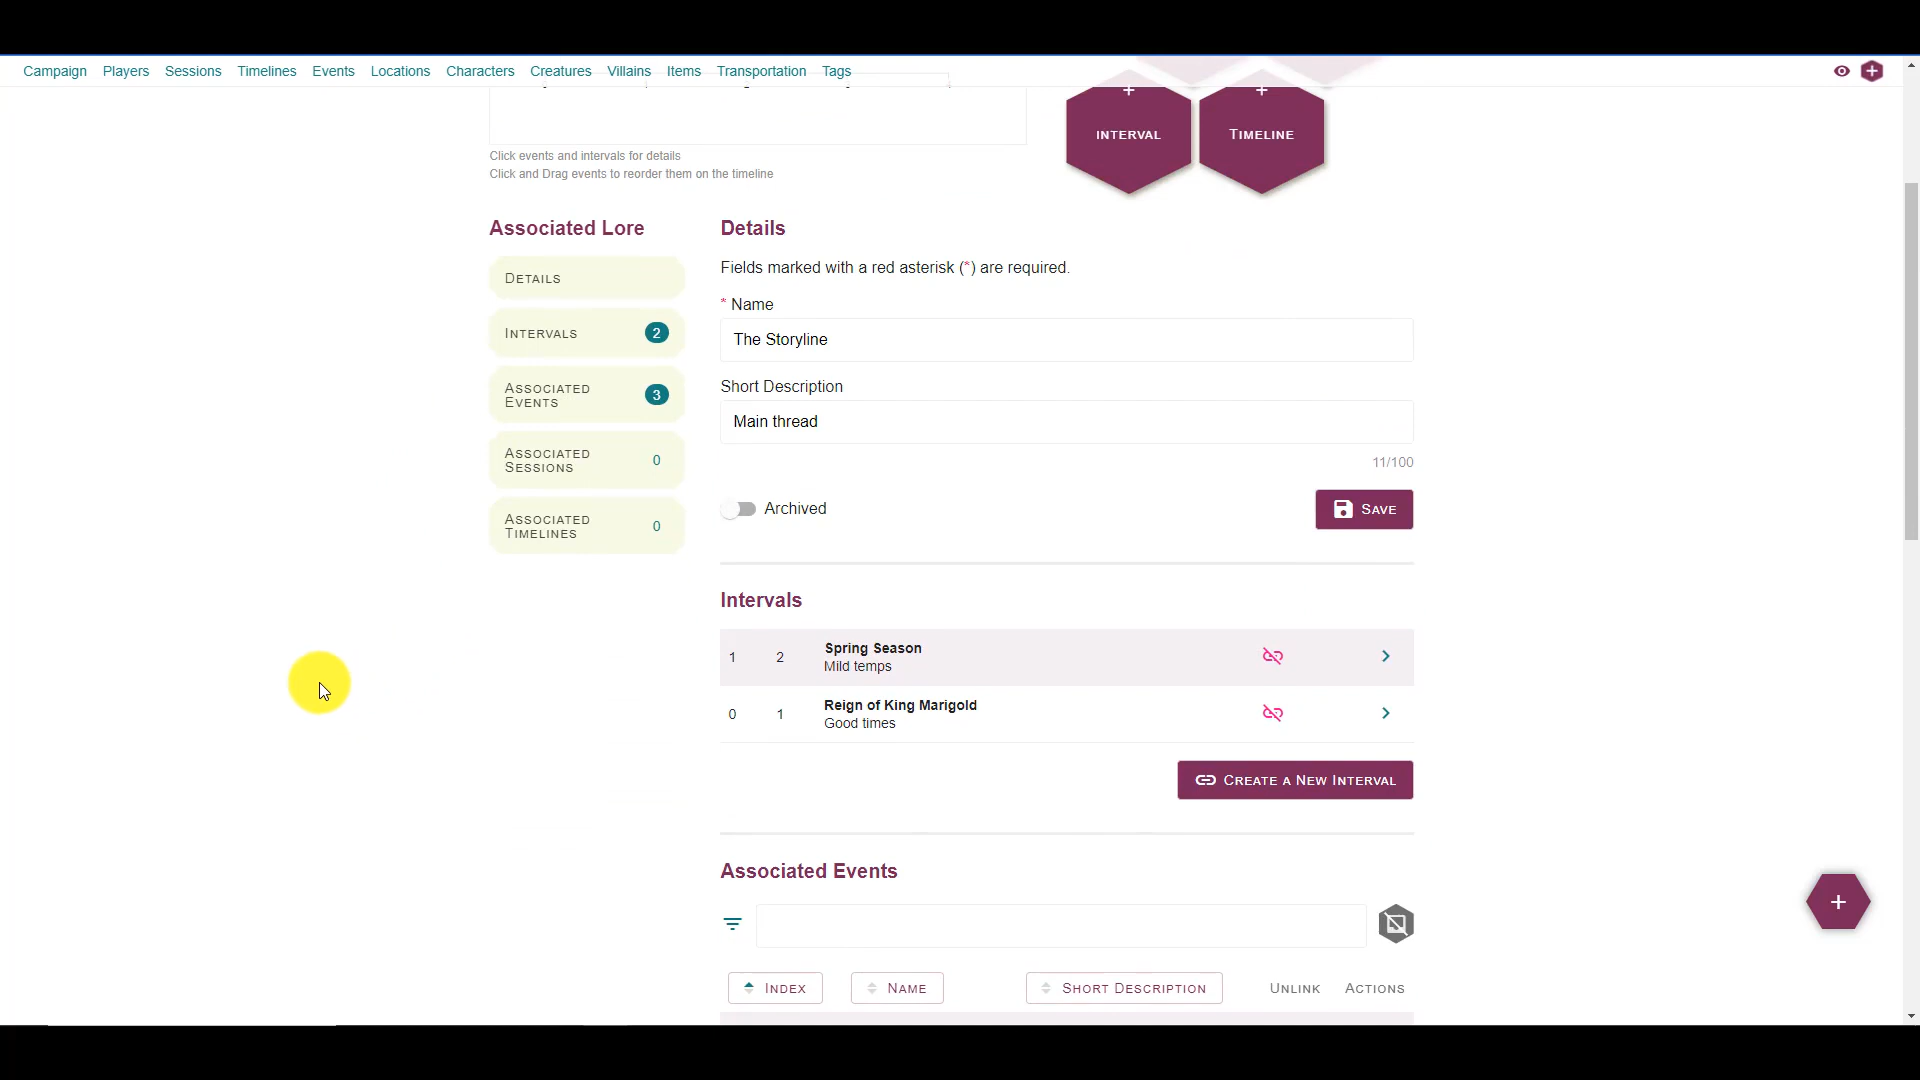 Campaign Players Sessions Timelines Events Locations Characters Creatures Villains Items Transportation Tags
INTERVAL TIMELINE
Click events and intervals for details
Click and Drag events to reorder them on the timeline
Associated Lore
DETAILS
INTERVALS 2
ASSOCIATED
EVENTS 3
ASSOCIATED
SESSIONS 0
ASSOCIATED
TIMELINES 0
Details
Fields marked with a red asterisk (*) are required.
* Name
The Storyline
Short Description
Main thread
11/100
Archived
SAVE
Intervals
1 2 Spring Season
Mild temps
0 1 Reign of King Marigold
Good times
CREATE A NEW INTERVAL
Associated Events
INDEX NAME SHORT DESCRIPTION UNLINK ACTIONS